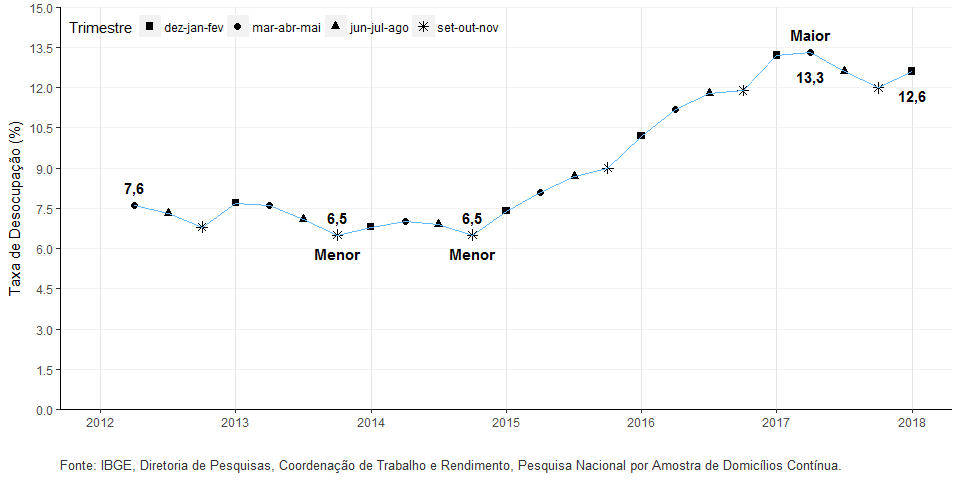 Trimestre dez-jan-fev mar-abr-mai jun-jul-ago set-out-nov
Taxa de Desocupação (%)
15.0
13.5
12.0
10.5
9.0
7.5
6.0
4.5
3.0
1.5
0.0
7,6
6,5
Menor
6,5
Menor
Maior
13,3
12,6
2012 2013 2014 2015 2016 2017 2018
Fonte: IBGE, Diretoria de Pesquisas, Coordenação de Trabalho e Rendimento, Pesquisa Nacional por Amostra de Domicílios Contínua.